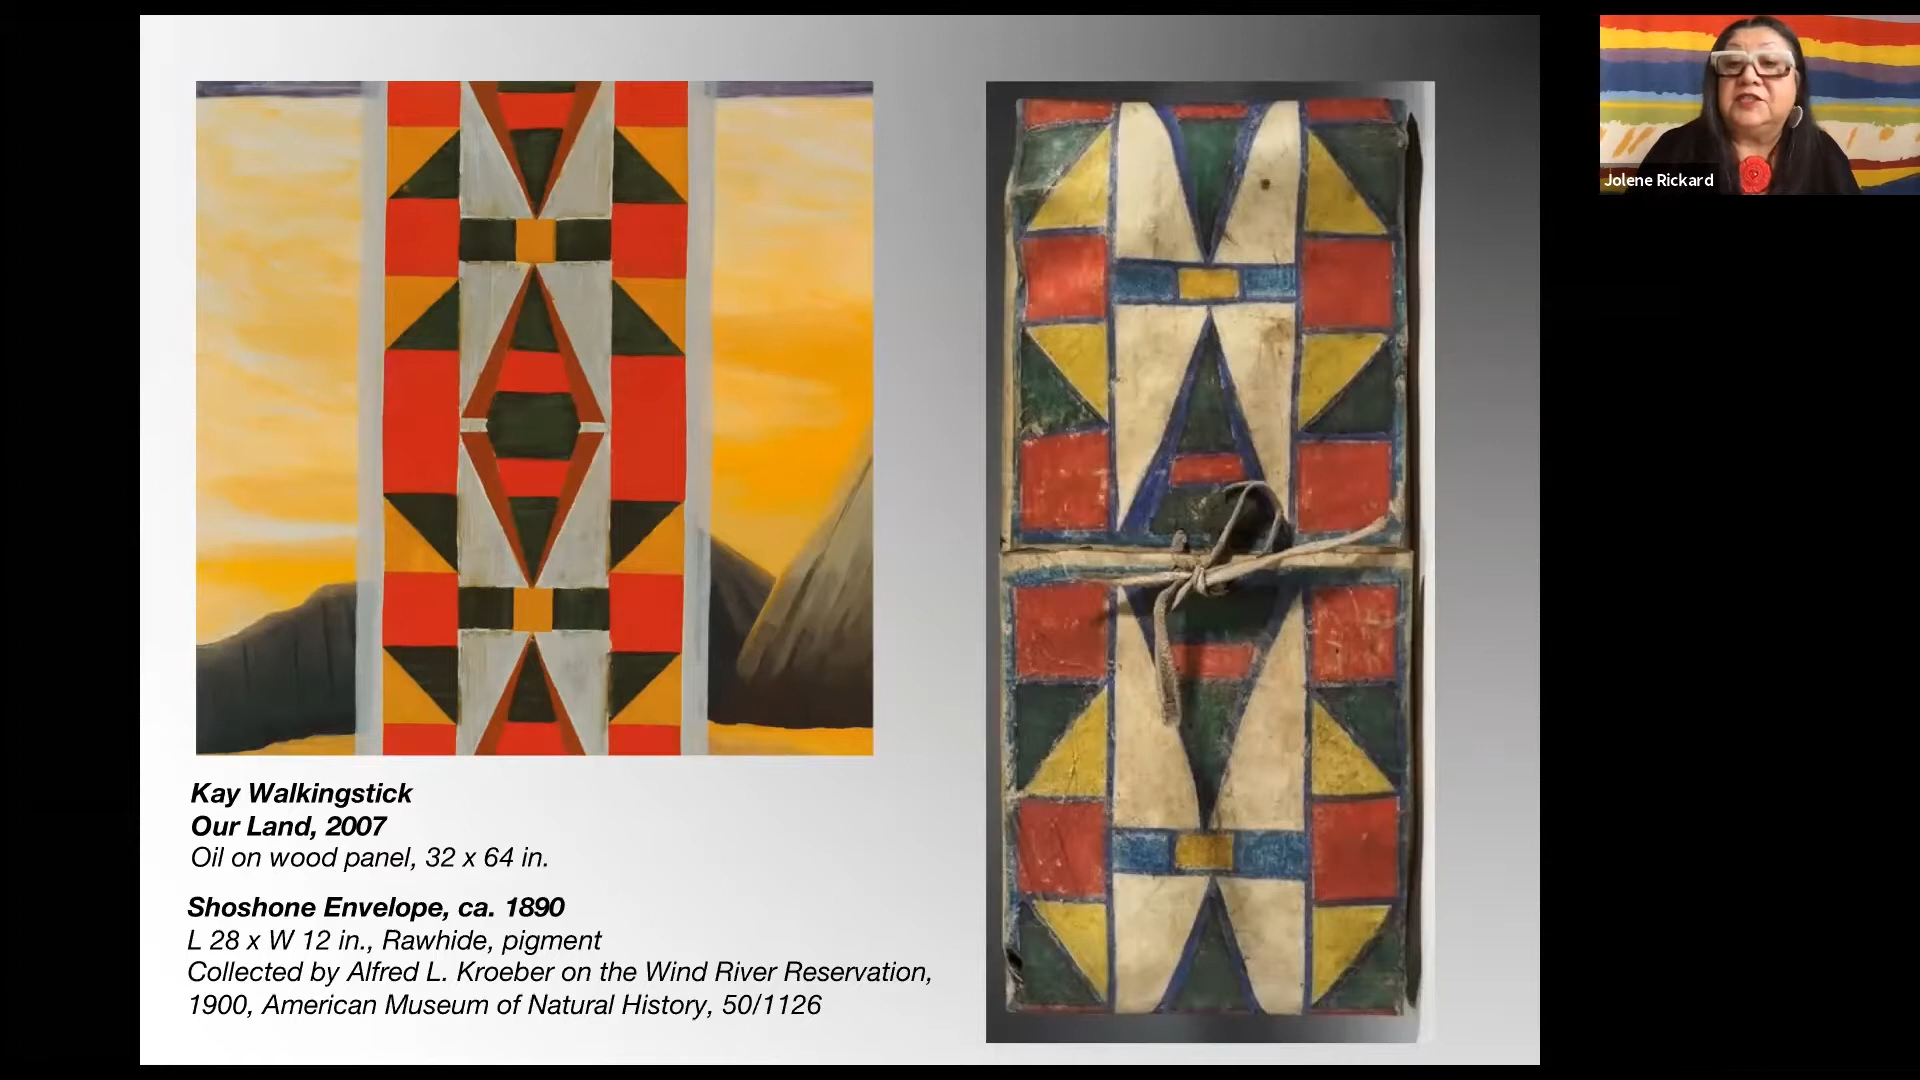 Kay Walkingstick
Our Land, 2007
Oil on wood panel, 32 x 64 in.
Shoshone Envelope, ca. 1890
L 28 x W 12 in., Rawhide, pigment
Collected by Alfred L. Kroeber on the Wind River Reservation,
1900, American Museum of Natural History, 50/1126
Jolene Rickard